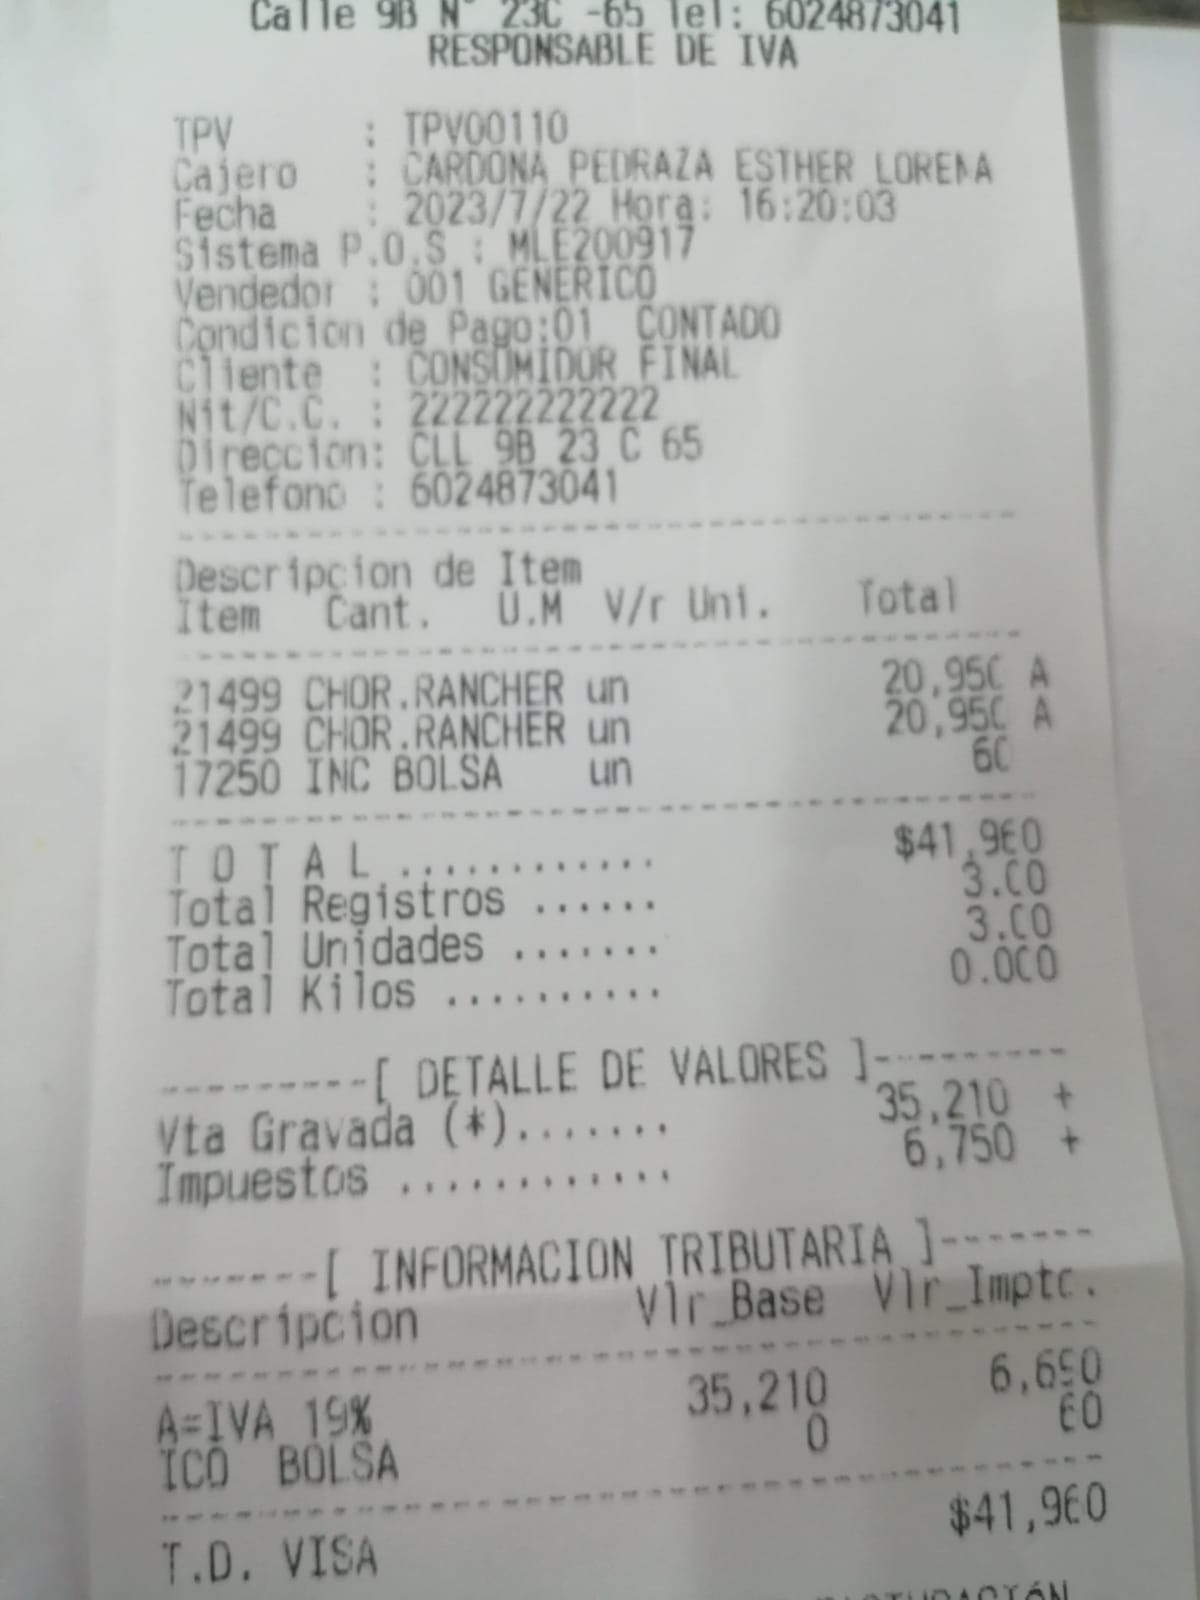 Calle 9B N° 23C -65 Tel: 6024873041
RESPONSABLE DE IVA
TPV : TPV00110
Cajero : CARDONA PEDRAZA ESTHER LORENA
Fecha : 2023/7/22 Hora: 16:20:03
Sistema P.O.S : MLE200917
Vendedor : 001 GENERICO
Condicion de Pago:01 CONTADO
Cliente : CONSUMIDOR FINAL
Nit/C.C. : 222222222222
Direccion: CLL 9B 23 C 65
Telefono : 6024873041
Descripcion de Item
Item Cant. U.M V/r Uni. Total
21499 CHOR.RANCHER un 20,950 A
21499 CHOR.RANCHER un 20,950 A
17250 INC BOLSA un 60
T O T A L ............ $41,960
Total Registros ...... 3.00
Total Unidades ....... 3.00
Total Kilos .......... 0.000
---------[ DETALLE DE VALORES ]----------
Vta Gravada (*)....... 35,210 +
Impuestos ............ 6,750 +
-------[ INFORMACION TRIBUTARIA ]-------
Descripcion Vlr_Base Vlr_Impto.
A=IVA 19% 35,210 6,690
ICO BOLSA 0 60
T.D. VISA $41,960